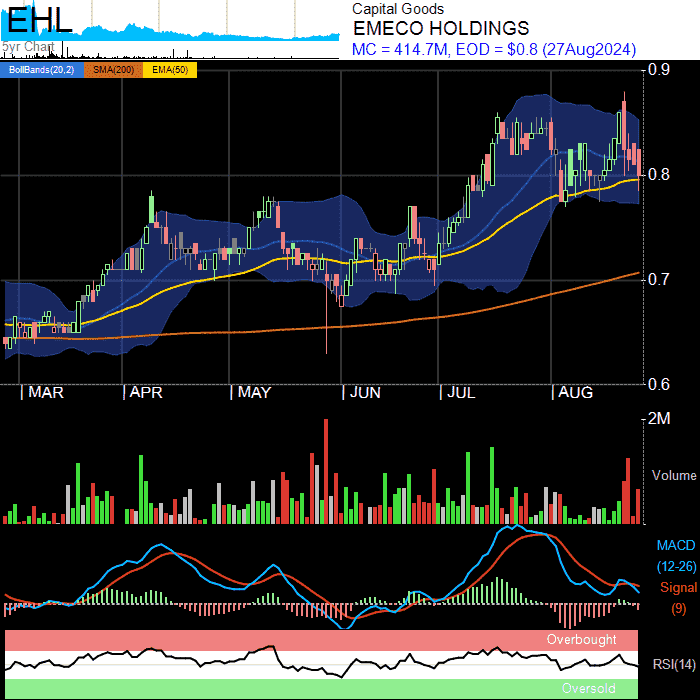 EHL
5yr Chart
Capital Goods
EMECO HOLDINGS
MC = 414.7M, EOD = $0.8 (27Aug2024)
BollBands(20,2) SMA(200) EMA(50)
0.9
0.8
0.7
0.6
MAR APR MAY JUN JUL AUG
2M
Volume
MACD
(12-26)
Signal
(9)
Overbought
RSI(14)
Oversold